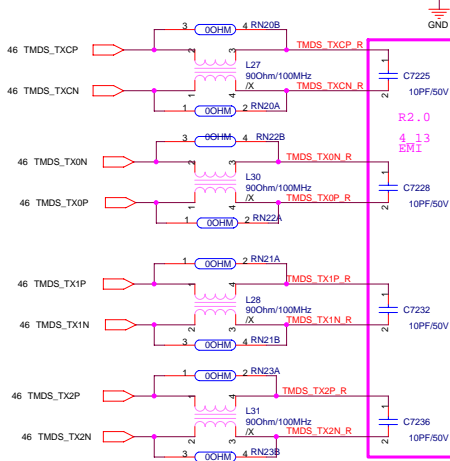 GND
3 0OHM 4 RN20B
46 TMDS_TXCP
2 3
TMDS_TXCP_R
1
L27
90Ohm/100MHz
/X
C7225
10PF/50V
46 TMDS_TXCN
1 4
TMDS_TXCN_R
2
1 0OHM 2 RN20A
R2.0
4_13
EMI
3 0OHM 4 RN22B
46 TMDS_TX0N
2 3
TMDS_TX0N_R
1
L30
90Ohm/100MHz
/X
C7228
10PF/50V
46 TMDS_TX0P
1 4
TMDS_TX0P_R
2
1 0OHM 2 RN22A
1 0OHM 2 RN21A
46 TMDS_TX1P
1 4
TMDS_TX1P_R
1
L28
90Ohm/100MHz
/X
C7232
10PF/50V
46 TMDS_TX1N
2 3
TMDS_TX1N_R
2
3 0OHM 4 RN21B
1 0OHM 2 RN23A
46 TMDS_TX2P
1 4
TMDS_TX2P_R
1
L31
90Ohm/100MHz
/X
C7236
10PF/50V
46 TMDS_TX2N
2 3
TMDS_TX2N_R
2
3 0OHM 4 RN23B